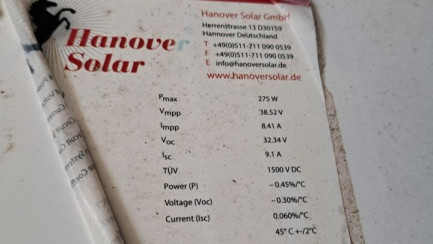 Hanover
Solar
Hanover Solar GmbH
Herrenstrasse 13 D30159
Hannover Deutschland
T +49(0)511-711 090 0539
F +49(0)511-711 090 0539
E info@hanoversolar.de
www.hanoversolar.de
Pmax 275 W
Vmpp 38.52 V
Impp 8.41 A
Voc 32.34 V
Isc 9.1 A
TÜV 1500 V DC
Power (P) -0.45%/°C
Voltage (Voc) -0.30%/°C
Current (Isc) 0.060%/°C
45° C +-/2°C